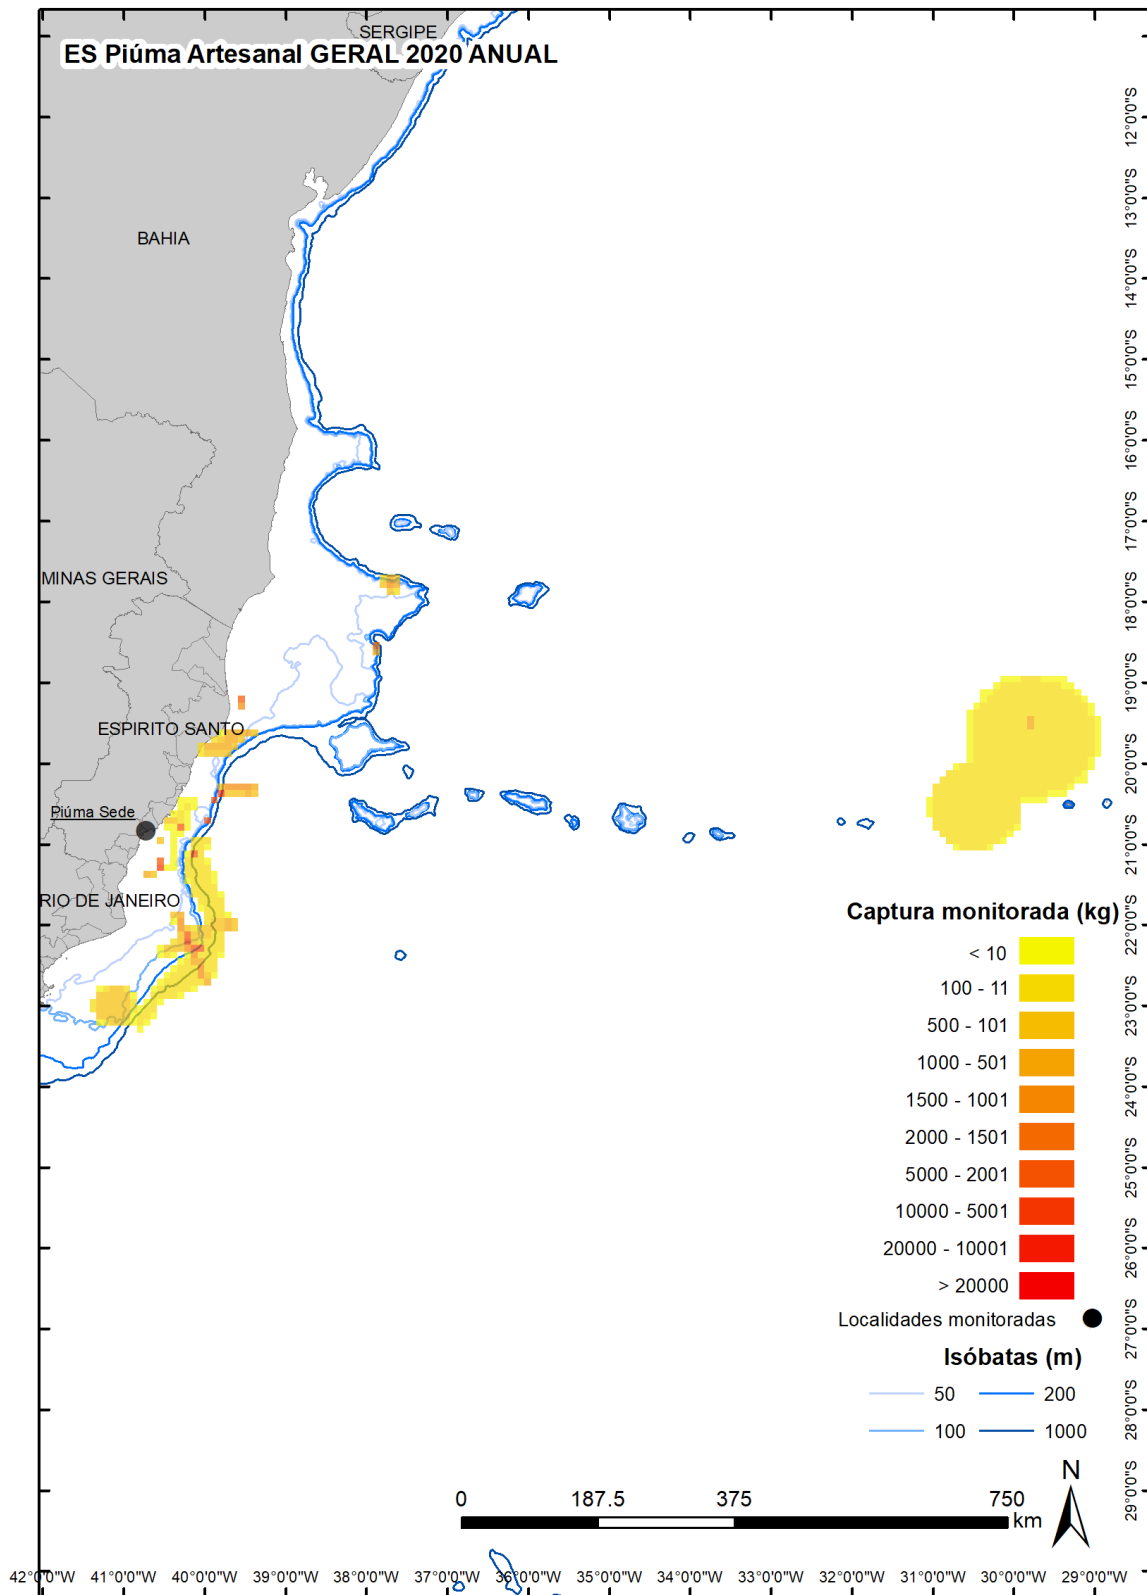 SERGIPE
ES Piúma Artesanal GERAL 2020 ANUAL
12°0'0"S
13°0'0"S
BAHIA
14°0'0"S
15°0'0"S
16°0'0"S
17°0'0"S
MINAS GERAIS
18°0'0"S
19°0'0"S
ESPIRITO SANTO
20°0'0"S
Piúma Sede
21°0'0"S
RIO DE JANEIRO
22°0'0"S
Captura monitorada (kg)
< 10
100 - 11
23°0'0"S
500 - 101
1000 - 501
24°0'0"S
1500 - 1001
2000 - 1501
25°0'0"S
5000 - 2001
10000 - 5001
26°0'0"S
20000 - 10001
> 20000
Localidades monitoradas
27°0'0"S
Isóbatas (m)
50 200
28°0'0"S
100 1000
N
29°0'0"S
0 187.5 375 750
km
42°0'0"W 41°0'0"W 40°0'0"W 39°0'0"W 38°0'0"W 37°0'0"W 36°0'0"W 35°0'0"W 34°0'0"W 33°0'0"W 32°0'0"W 31°0'0"W 30°0'0"W 29°0'0"W